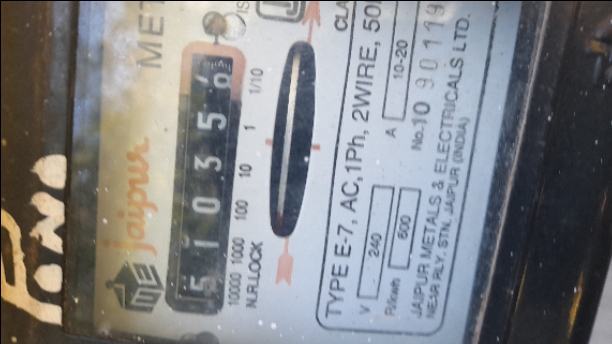 MET
jaipur
5 1 0 3 5 6
10000 1000 100 10 1 1/10
N.R.LOCK
CLA
TYPE E-7, AC,1Ph, 2WIRE, 50
V 240 A 10-20
R/Kwh 600 No.10 90119
JAIPUR METALS & ELECTRICALS LTD.
NEAR RLY. STN. JAIPUR (INDIA)